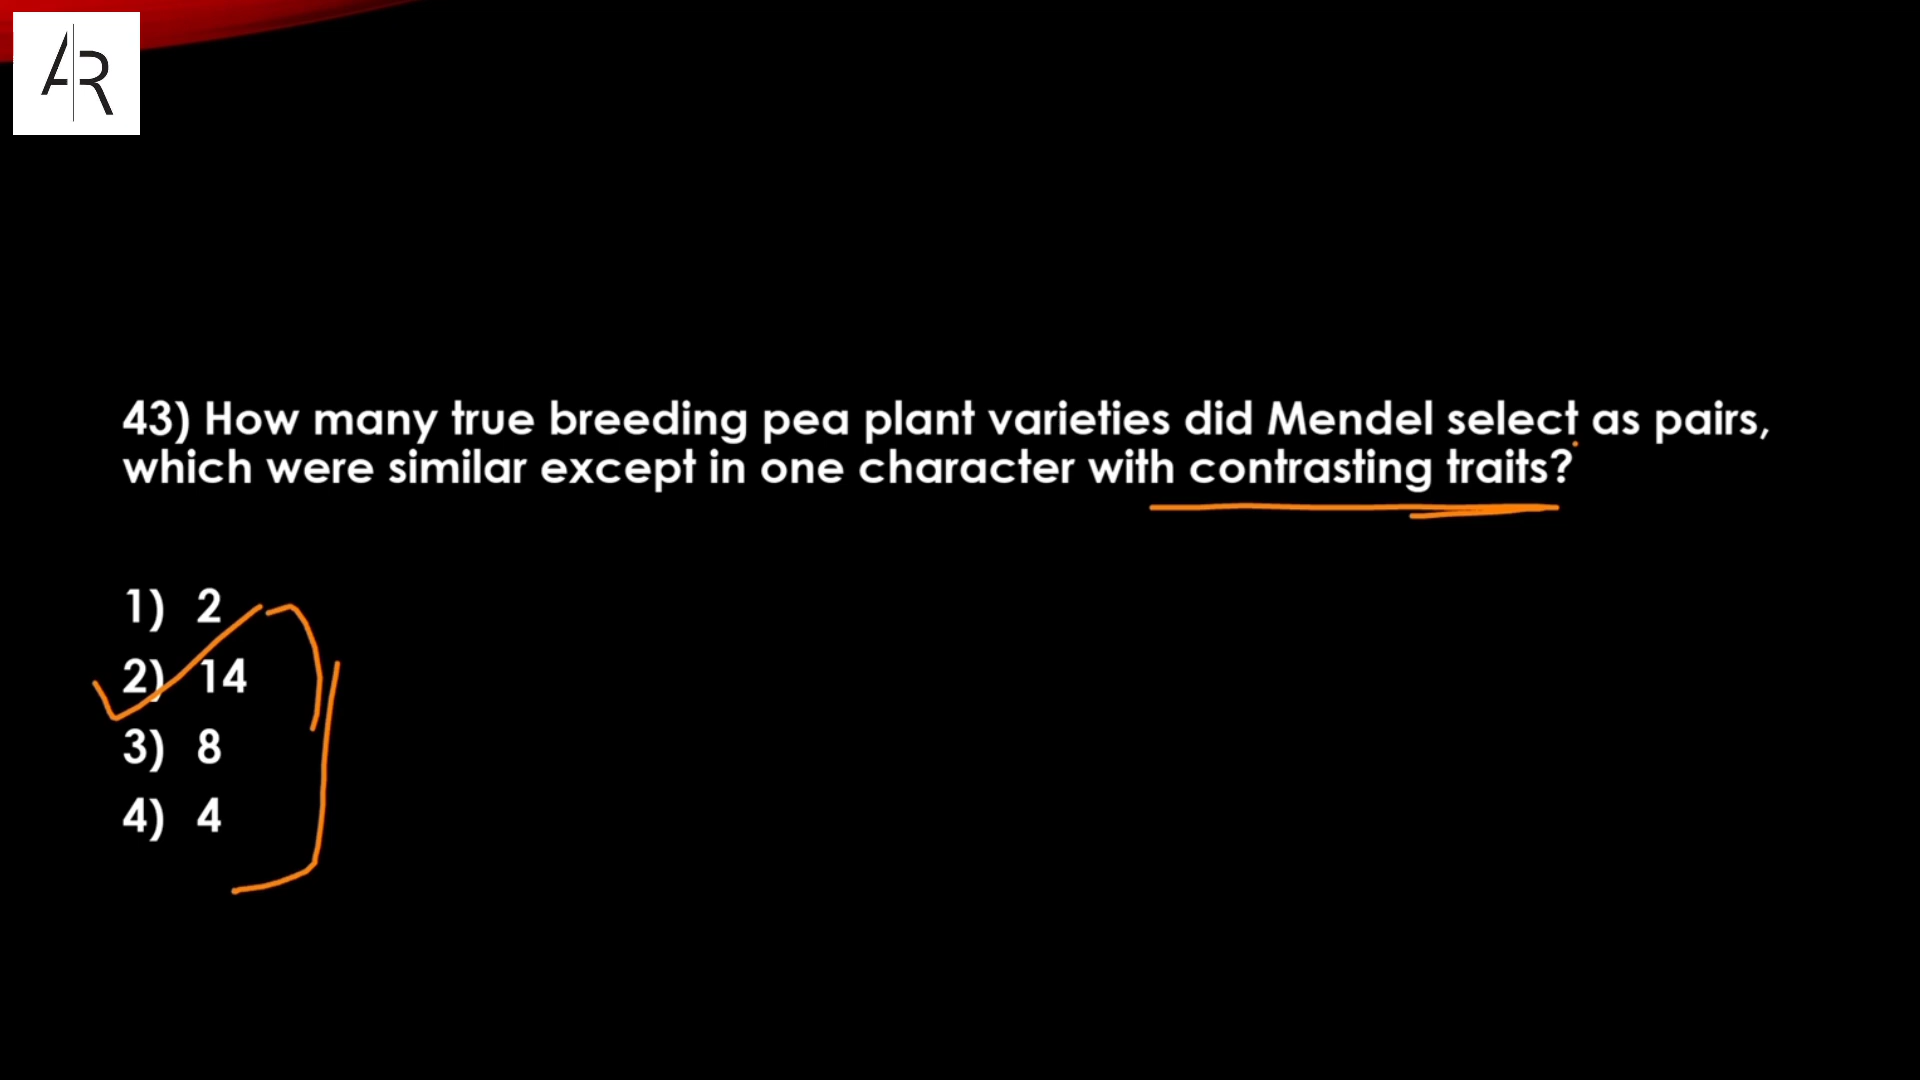 AR
43) How many true breeding pea plant varieties did Mendel select as pairs,
which were similar except in one character with contrasting traits?
1) 2
2) 14
3) 8
4) 4